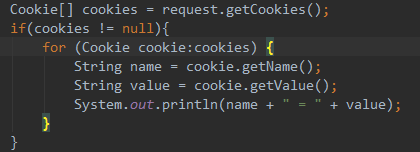 Cookie[] cookies = request.getCookies();
if(cookies != null){
    for (Cookie cookie:cookies) {
        String name = cookie.getName();
        String value = cookie.getValue();
        System.out.println(name + " = " + value);
    }
}